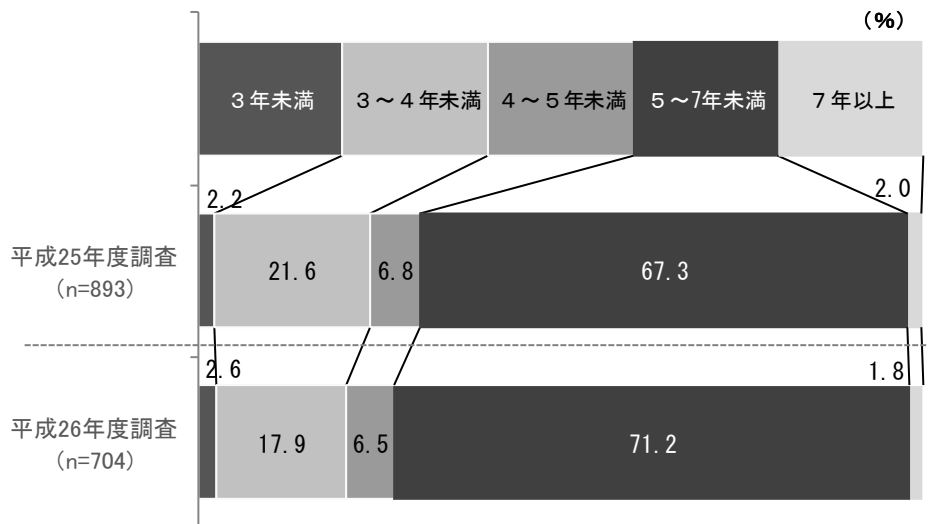 （%）
３年未満 ３～４年未満 ４～５年未満 ５～7年未満 ７年以上
2.2 2.0
平成25年度調査
（n=893）
21.6 6.8 67.3
2.6 1.8
平成26年度調査
（n=704）
17.9 6.5 71.2